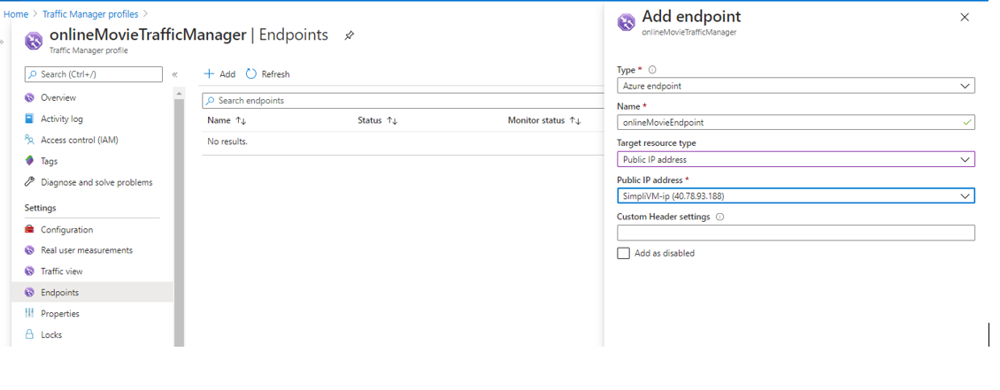 Home > Traffic Manager profiles >
onlineMovieTrafficManager | Endpoints
Traffic Manager profile
Search (Ctrl+/)
«
Overview
Activity log
Access control (IAM)
Tags
Diagnose and solve problems
Settings
Configuration
Real user measurements
Traffic view
Endpoints
Properties
Locks
+ Add Refresh
Search endpoints
Name ↑↓ Status ↑↓ Monitor status ↑↓
No results.
Add endpoint
onlineMovieTrafficManager
Type *
Azure endpoint
Name *
onlineMovieEndpoint
Target resource type
Public IP address
Public IP address *
SimpliVM-ip (40.78.93.188)
Custom Header settings
Add as disabled